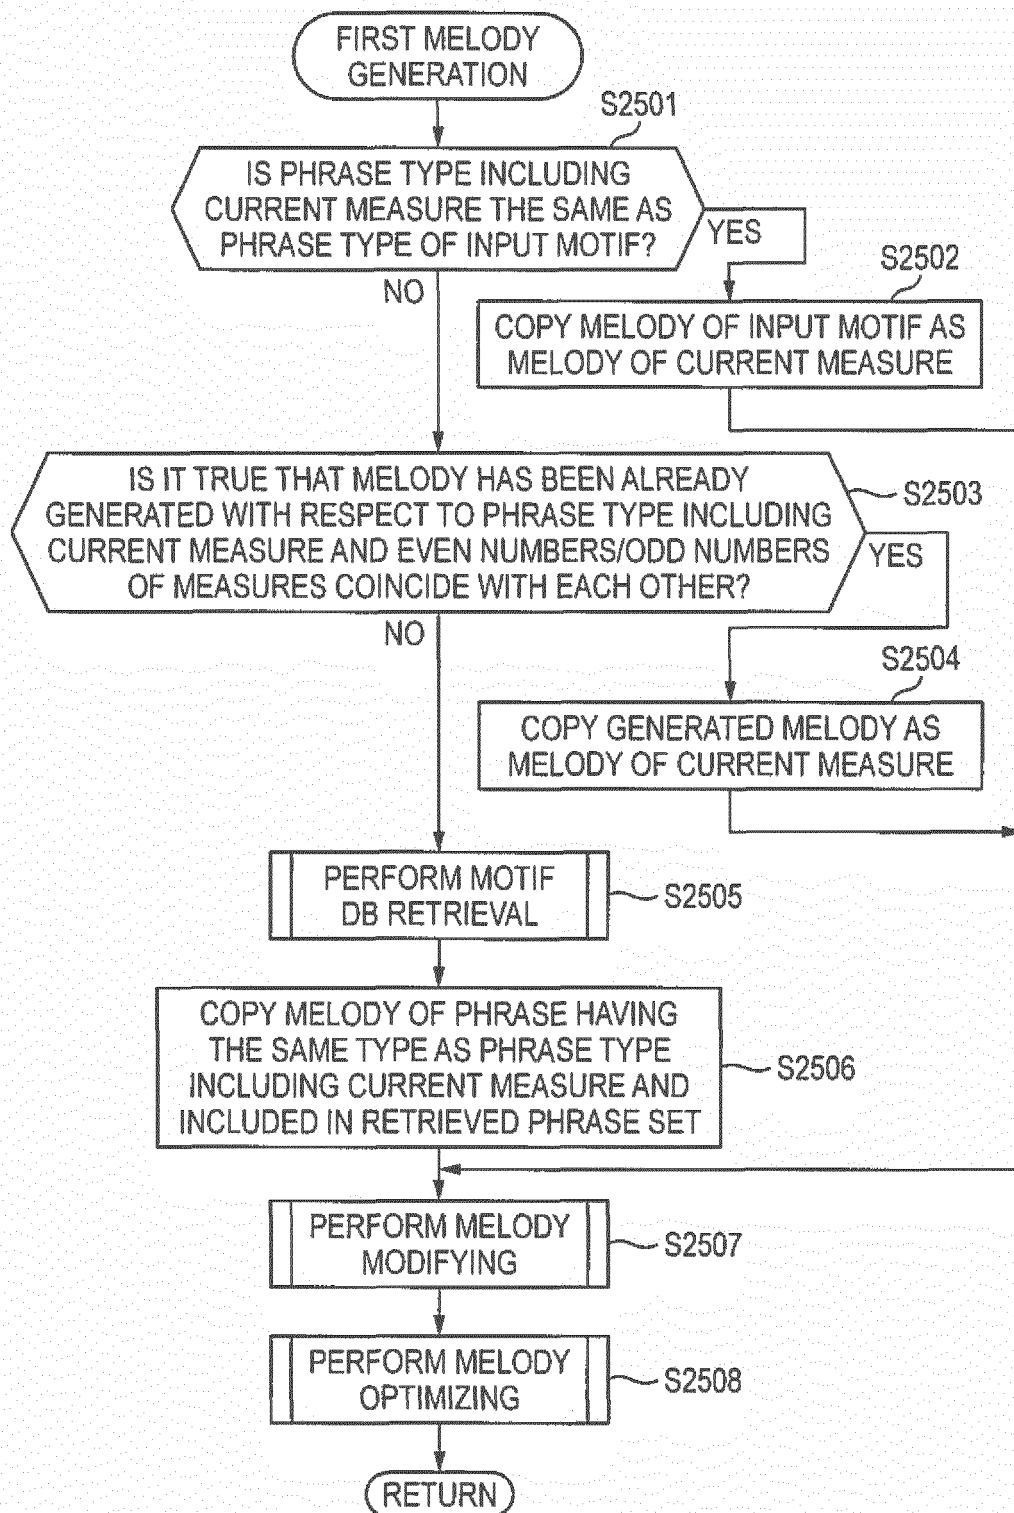 FIRST MELODY
GENERATION
S2501
IS PHRASE TYPE INCLUDING
CURRENT MEASURE THE SAME AS
PHRASE TYPE OF INPUT MOTIF?
YES
NO
S2502
COPY MELODY OF INPUT MOTIF AS
MELODY OF CURRENT MEASURE
IS IT TRUE THAT MELODY HAS BEEN ALREADY
GENERATED WITH RESPECT TO PHRASE TYPE INCLUDING
CURRENT MEASURE AND EVEN NUMBERS/ODD NUMBERS
OF MEASURES COINCIDE WITH EACH OTHER?
S2503
YES
NO
S2504
COPY GENERATED MELODY AS
MELODY OF CURRENT MEASURE
PERFORM MOTIF
DB RETRIEVAL
S2505
COPY MELODY OF PHRASE HAVING
THE SAME TYPE AS PHRASE TYPE
INCLUDING CURRENT MEASURE AND
INCLUDED IN RETRIEVED PHRASE SET
S2506
PERFORM MELODY
MODIFYING
S2507
PERFORM MELODY
OPTIMIZING
S2508
RETURN